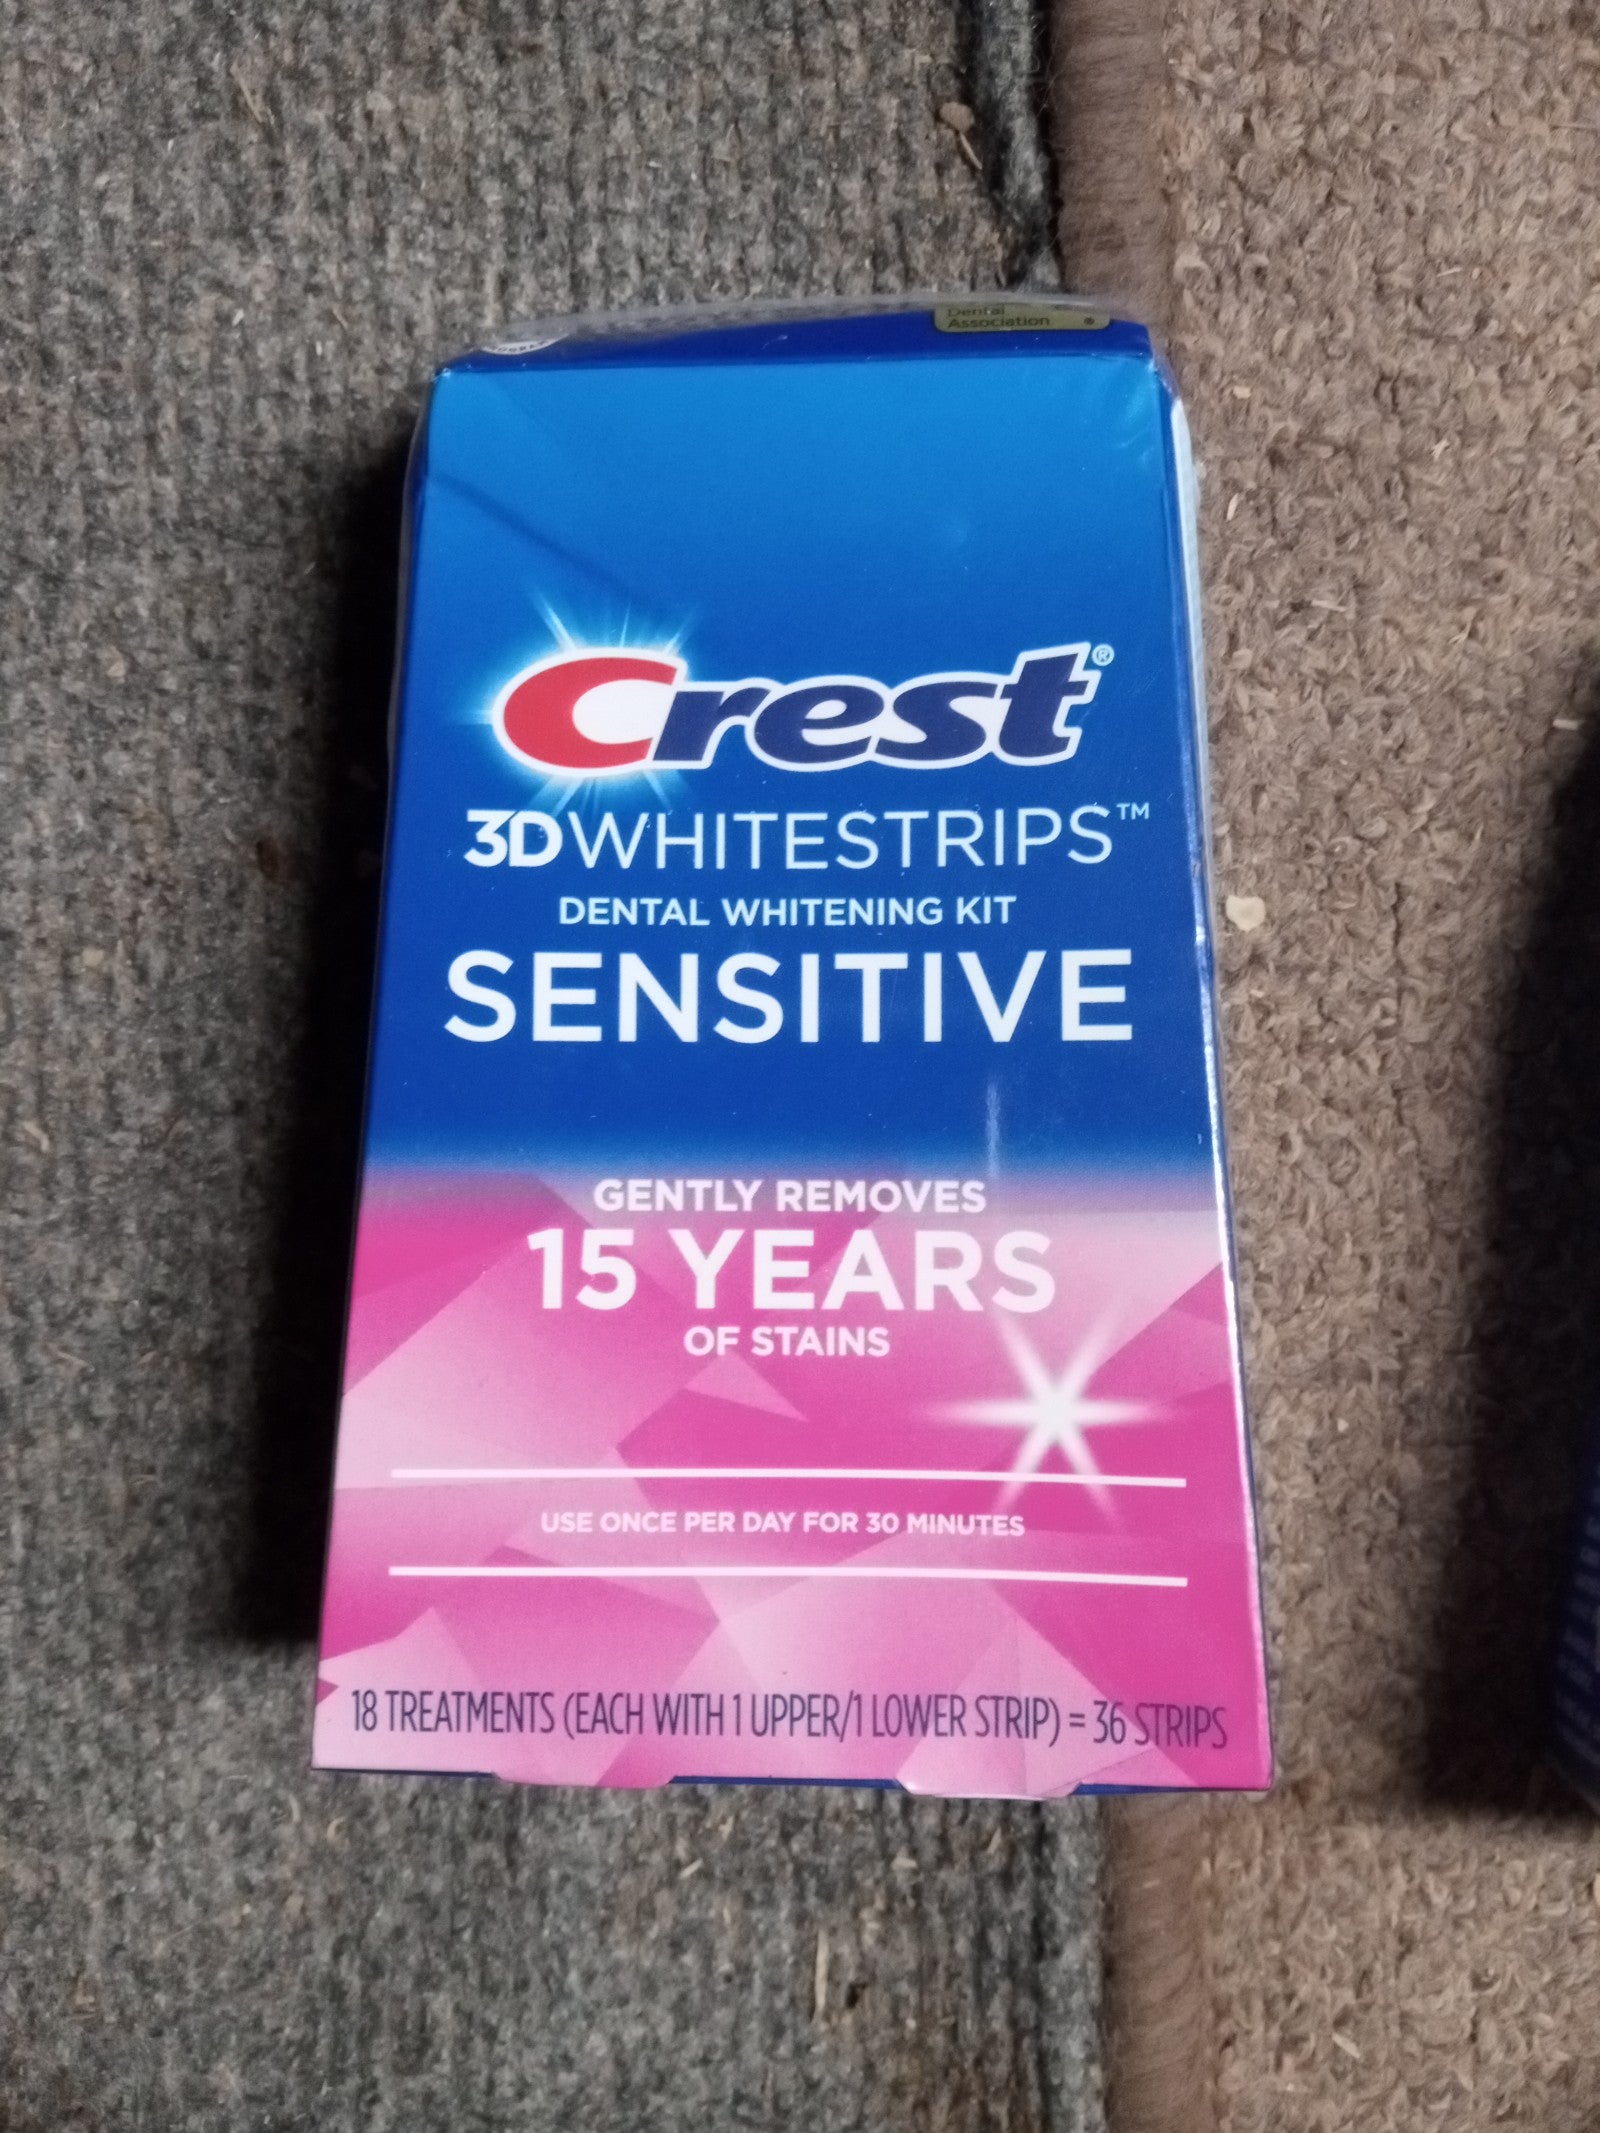 Dental
Association
Crest®
3DWHITESTRIPS™
DENTAL WHITENING KIT
SENSITIVE
GENTLY REMOVES
15 YEARS
OF STAINS
USE ONCE PER DAY FOR 30 MINUTES
18 TREATMENTS (EACH WITH 1 UPPER/1 LOWER STRIP) = 36 STRIPS